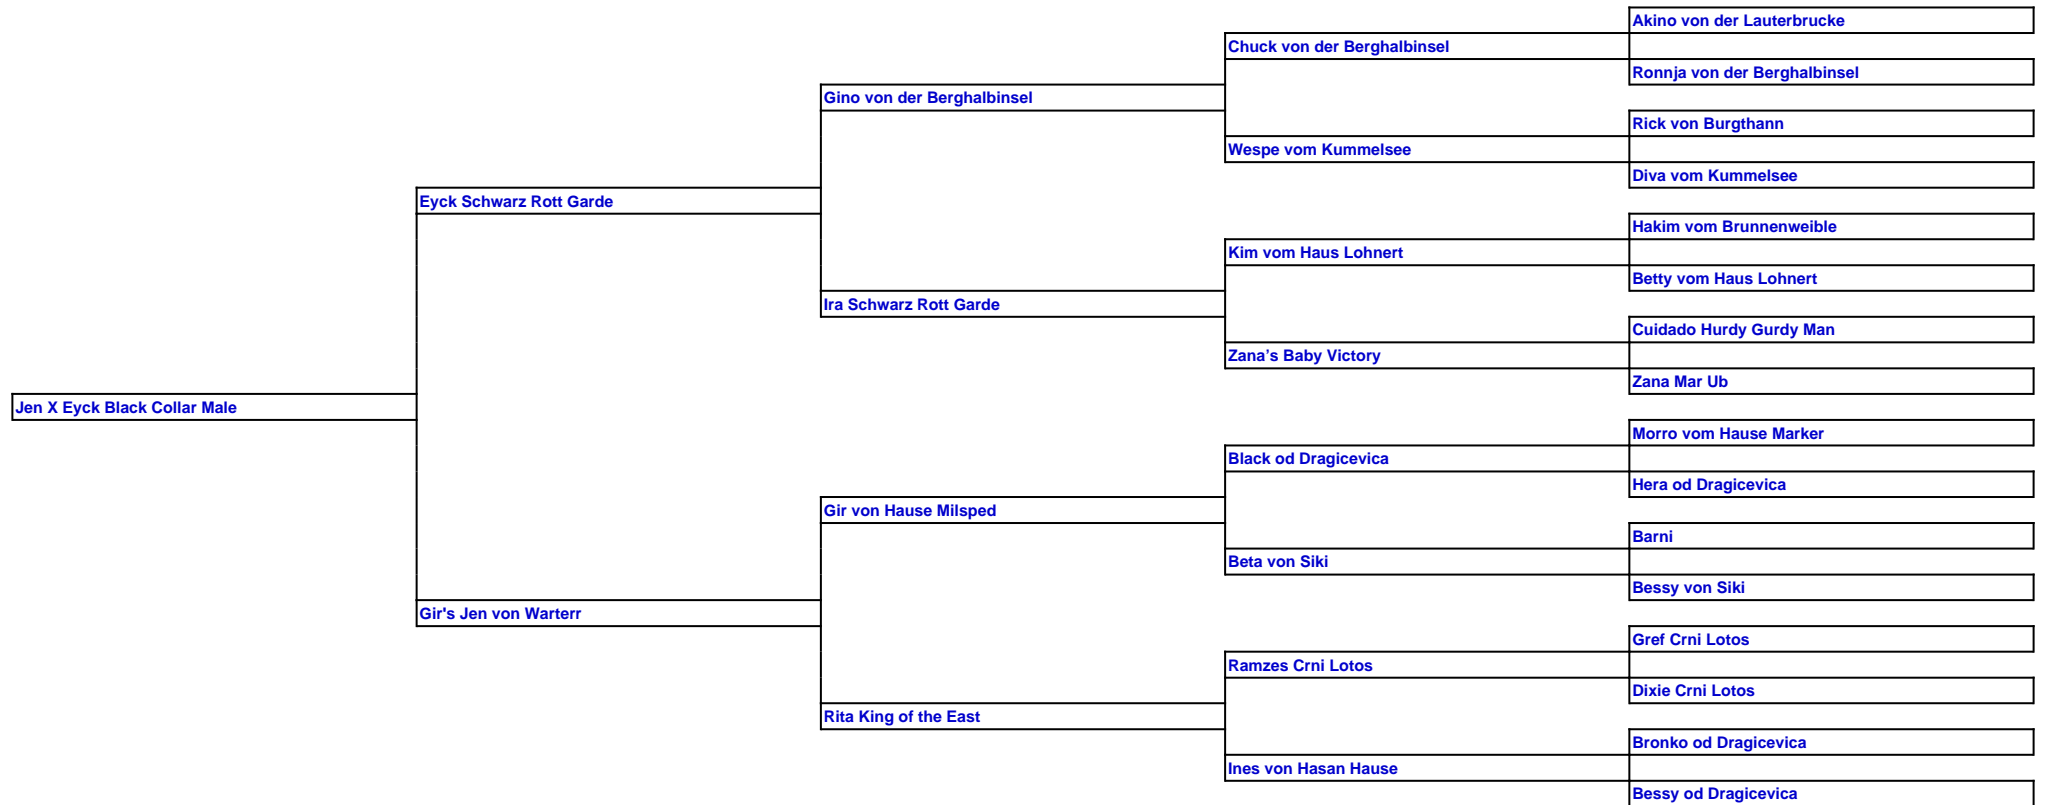 Akino von der Lauterbrucke
Chuck von der Berghalbinsel
Ronnja von der Berghalbinsel
Gino von der Berghalbinsel
Rick von Burgthann
Wespe vom Kummelsee
Diva vom Kummelsee
Eyck Schwarz Rott Garde
Hakim vom Brunnenweible
Kim vom Haus Lohnert
Betty vom Haus Lohnert
Ira Schwarz Rott Garde
Cuidado Hurdy Gurdy Man
Zana’s Baby Victory
Zana Mar Ub
Jen X Eyck Black Collar Male
Morro vom Hause Marker
Black od Dragicevica
Hera od Dragicevica
Gir von Hause Milsped
Barni
Beta von Siki
Bessy von Siki
Gir's Jen von Warterr
Gref Crni Lotos
Ramzes Crni Lotos
Dixie Crni Lotos
Rita King of the East
Bronko od Dragicevica
Ines von Hasan Hause
Bessy od Dragicevica